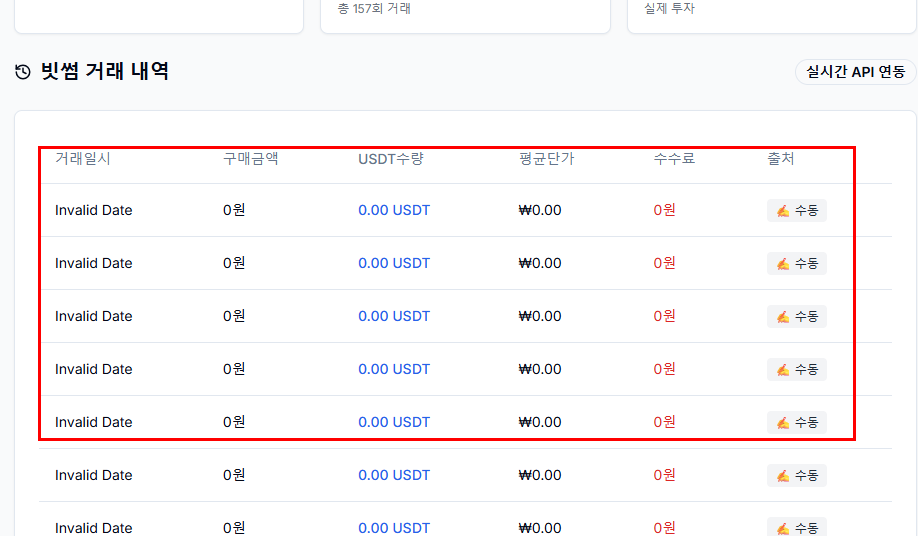 총 157회 거래
실제 투자
빗썸 거래 내역
실시간 API 연동
거래일시 구매금액 USDT수량 평균단가 수수료 출처
Invalid Date 0원 0.00 USDT ₩0.00 0원 ✍️ 수동
Invalid Date 0원 0.00 USDT ₩0.00 0원 ✍️ 수동
Invalid Date 0원 0.00 USDT ₩0.00 0원 ✍️ 수동
Invalid Date 0원 0.00 USDT ₩0.00 0원 ✍️ 수동
Invalid Date 0원 0.00 USDT ₩0.00 0원 ✍️ 수동
Invalid Date 0원 0.00 USDT ₩0.00 0원 ✍️ 수동
Invalid Date 0원 0.00 USDT ₩0.00 0원 ✍️ 수동